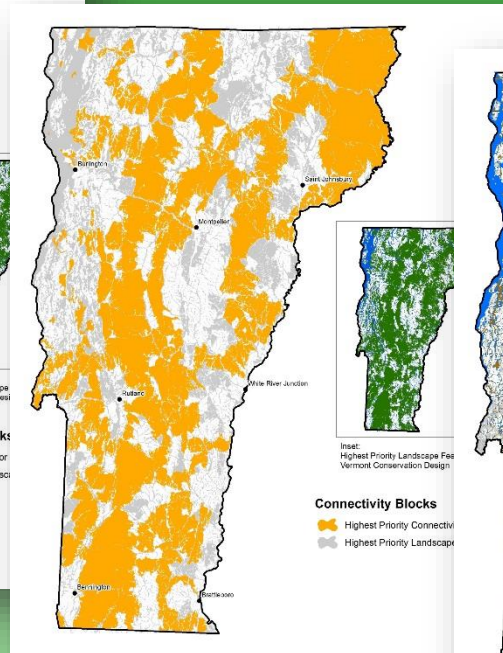 Burlington
Saint Johnsbury
Montpelier
White River Junction
Rutland
Bennington
Brattleboro
Inset:
Highest Priority Landscape Fea
Vermont Conservation Design
Connectivity Blocks
Highest Priority Connectivi
Highest Priority Landscape